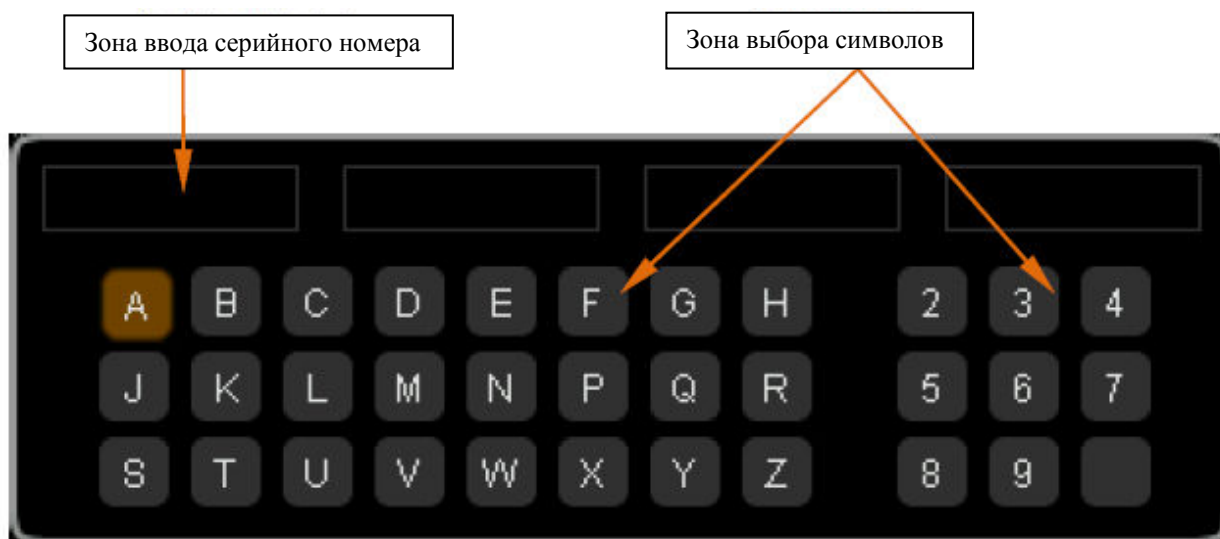 Зона ввода серийного номера
Зона выбора символов
A B C D E F G H 2 3 4
J K L M N P Q R 5 6 7
S T U V W X Y Z 8 9